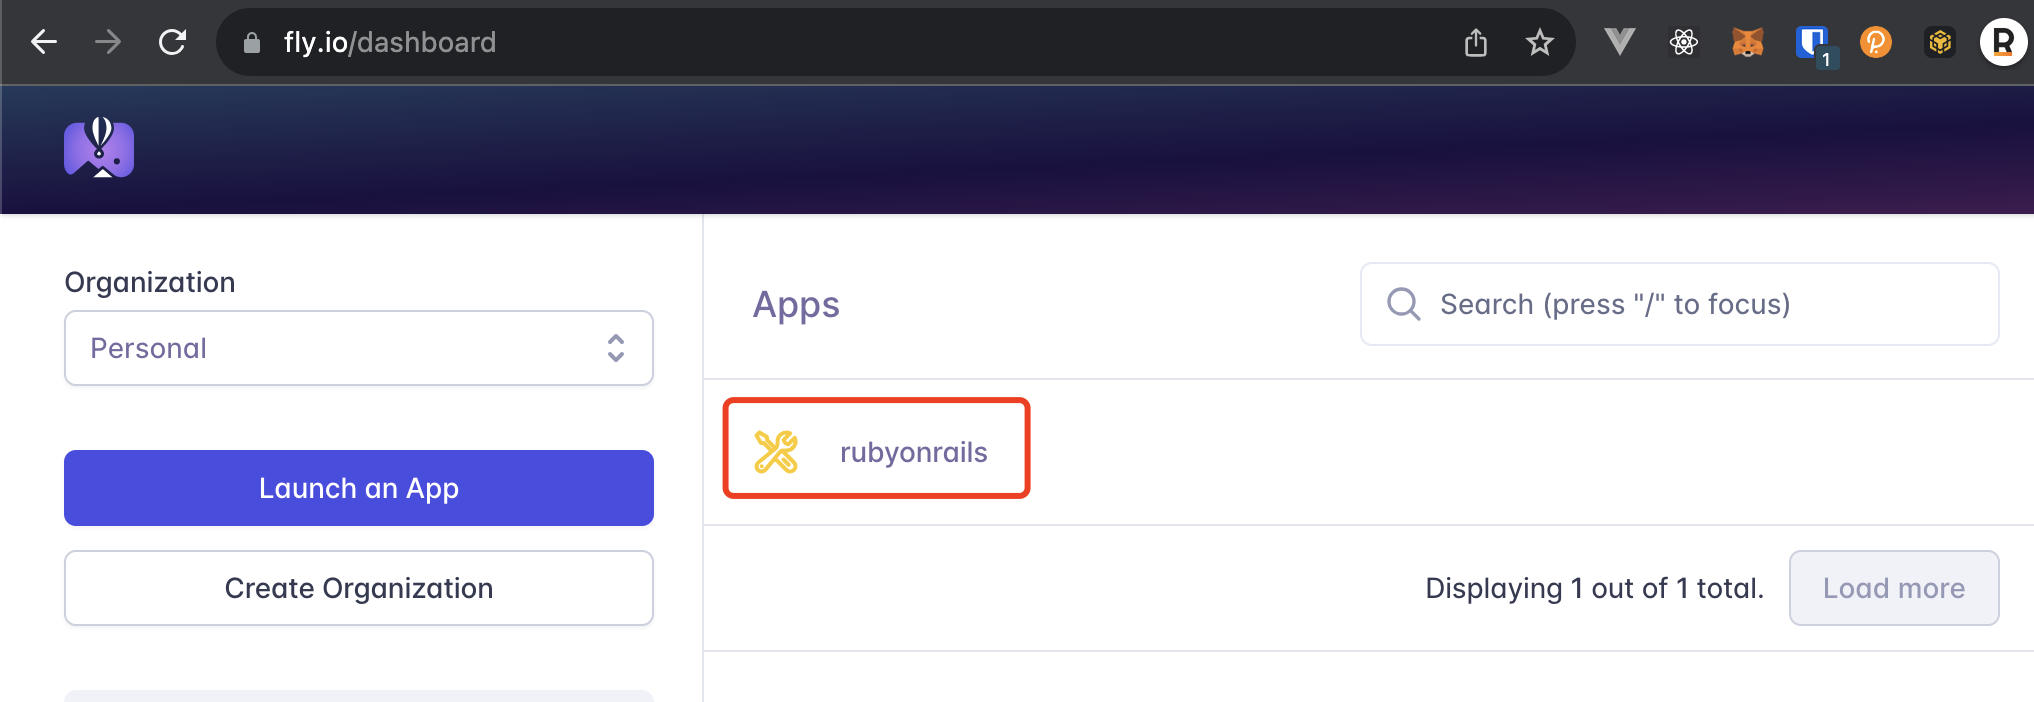 fly.io/dashboard
1
R
Organization
Personal
Launch an App
Create Organization
Apps
Search (press "/" to focus)
rubyonrails
Displaying 1 out of 1 total.
Load more